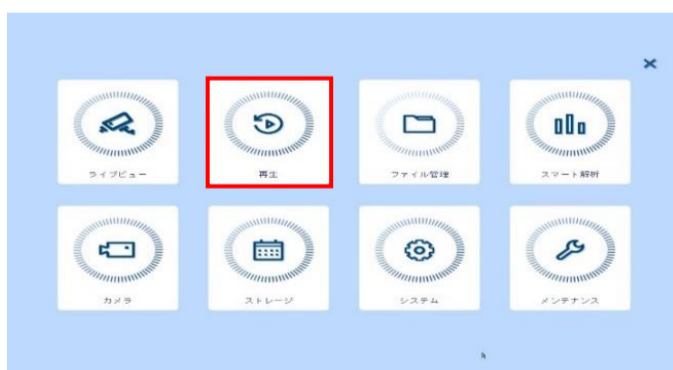 ライブビュー
再生
ファイル管理
スマート解析
カメラ
ストレージ
システム
メンテナンス